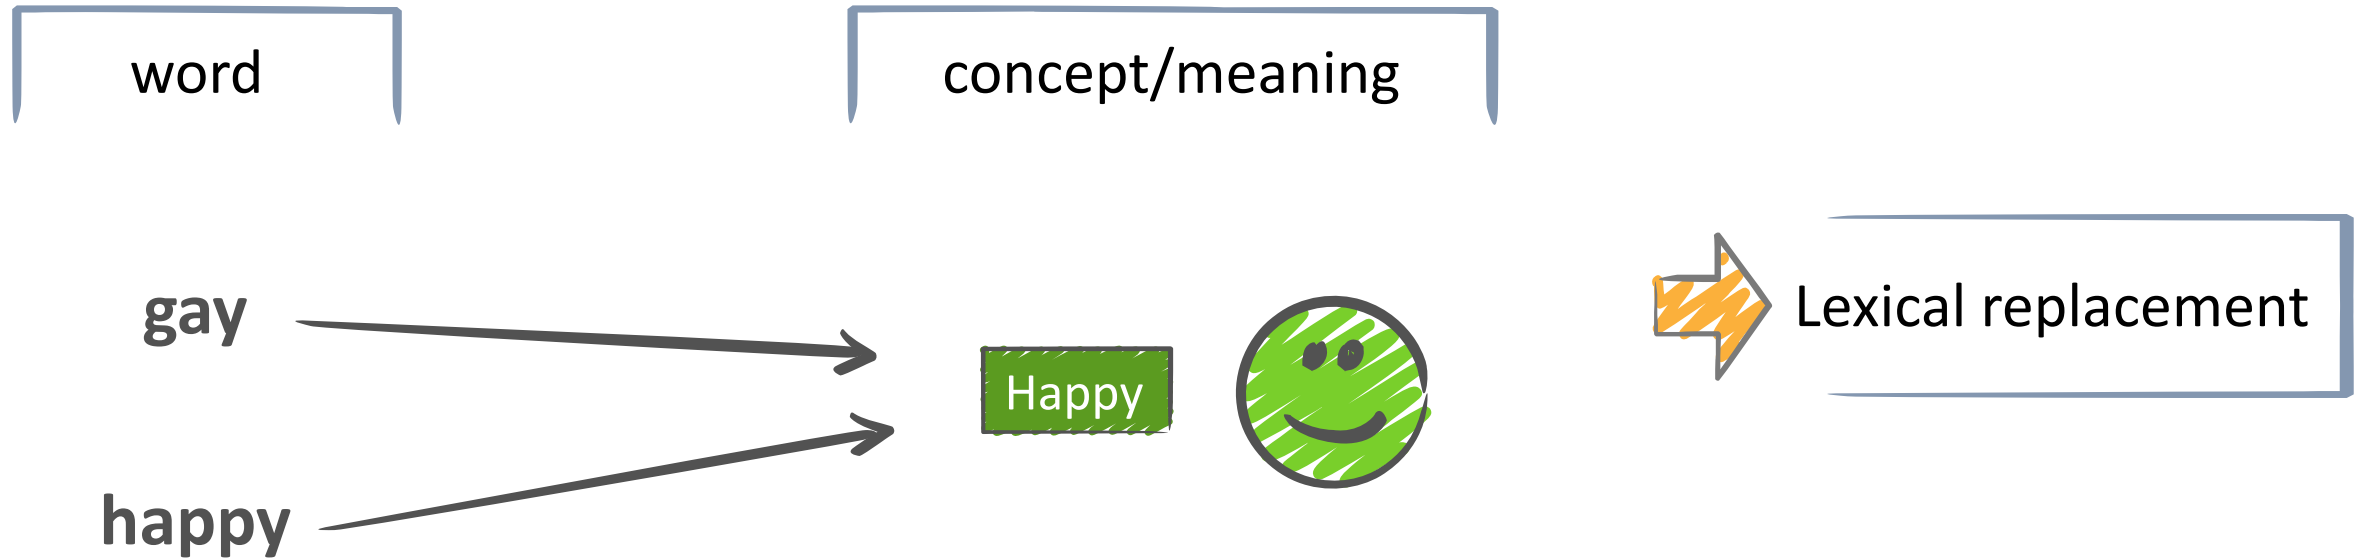 word
concept/meaning
gay
Happy
Lexical replacement
happy